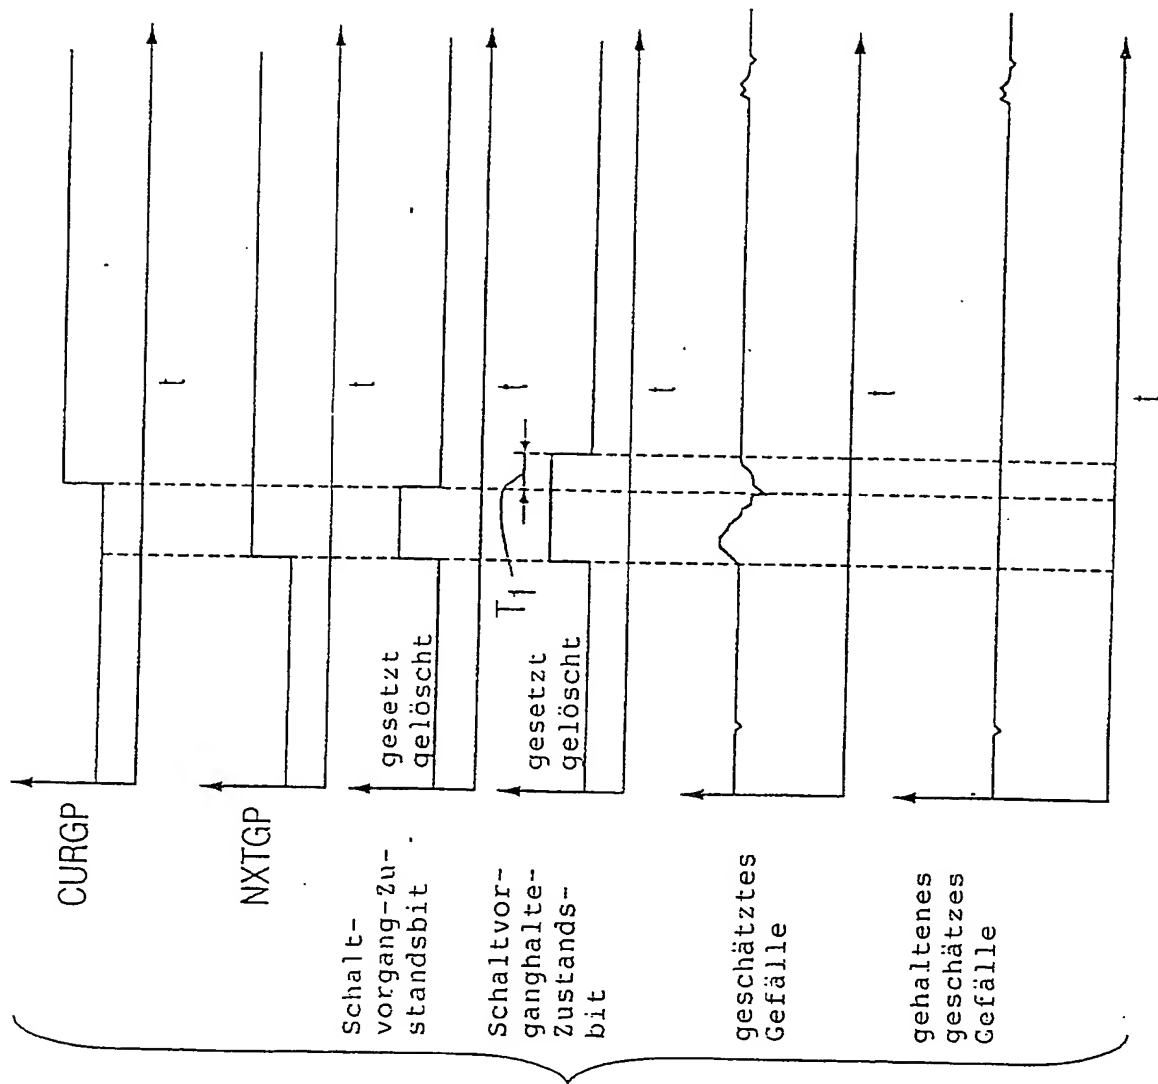 CURGP
t
NXTGP
t
Schalt-
vorgang-Zu-
standsbit
gesetzt
gelöscht
t
T1
Schaltvor-
ganghalte-
Zustands-
bit
gesetzt
gelöscht
t
geschätztes
Gefälle
t
gehaltenes
geschätzes
Gefälle
t